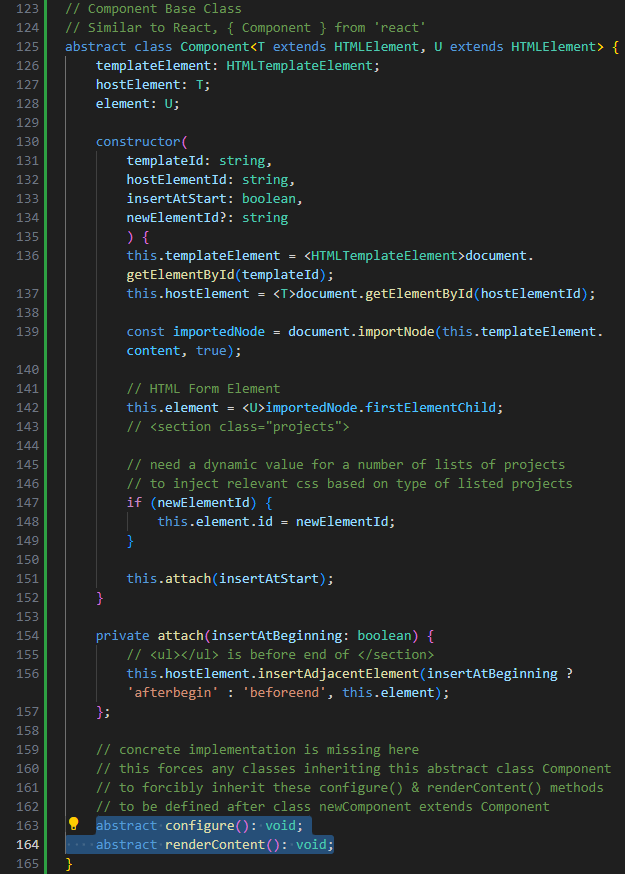 123 // Component Base Class
124 // Similar to React, { Component } from 'react'
125 abstract class Component<T extends HTMLElement, U extends HTMLElement> {
126     templateElement: HTMLTemplateElement;
127     hostElement: T;
128     element: U;
129
130     constructor(
131         templateId: string,
132         hostElementId: string,
133         insertAtStart: boolean,
134         newElementId?: string
135         ) {
136         this.templateElement = <HTMLTemplateElement>document.
        getElementById(templateId);
137         this.hostElement = <T>document.getElementById(hostElementId);
138
139         const importedNode = document.importNode(this.templateElement.
        content, true);
140
141         // HTML Form Element
142         this.element = <U>importedNode.firstElementChild;
143         // <section class="projects">
144
145         // need a dynamic value for a number of lists of projects
146         // to inject relevant css based on type of listed projects
147         if (newElementId) {
148             this.element.id = newElementId;
149         }
150
151         this.attach(insertAtStart);
152     }
153
154     private attach(insertAtBeginning: boolean) {
155         // <ul></ul> is before end of </section>
156         this.hostElement.insertAdjacentElement(insertAtBeginning ?
        'afterbegin' : 'beforeend', this.element);
157     };
158
159     // concrete implementation is missing here
160     // this forces any classes inheriting this abstract class Component
161     // to forcibly inherit these configure() & renderContent() methods
162     // to be defined after class newComponent extends Component
163     abstract configure(): void;
164     abstract renderContent(): void;
165 }